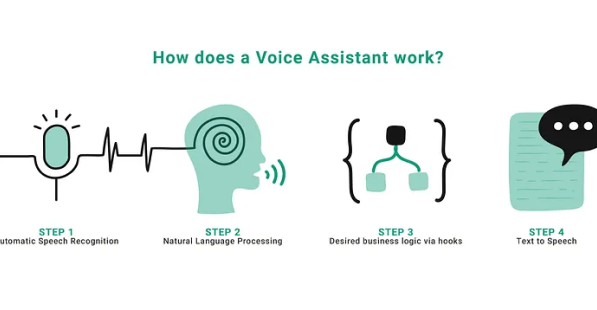 How does a Voice Assistant work?
STEP 1
utomatic Speech Recognition
STEP 2
Natural Language Processing
STEP 3
Desired business logic via hooks
STEP 4
Text to Speech